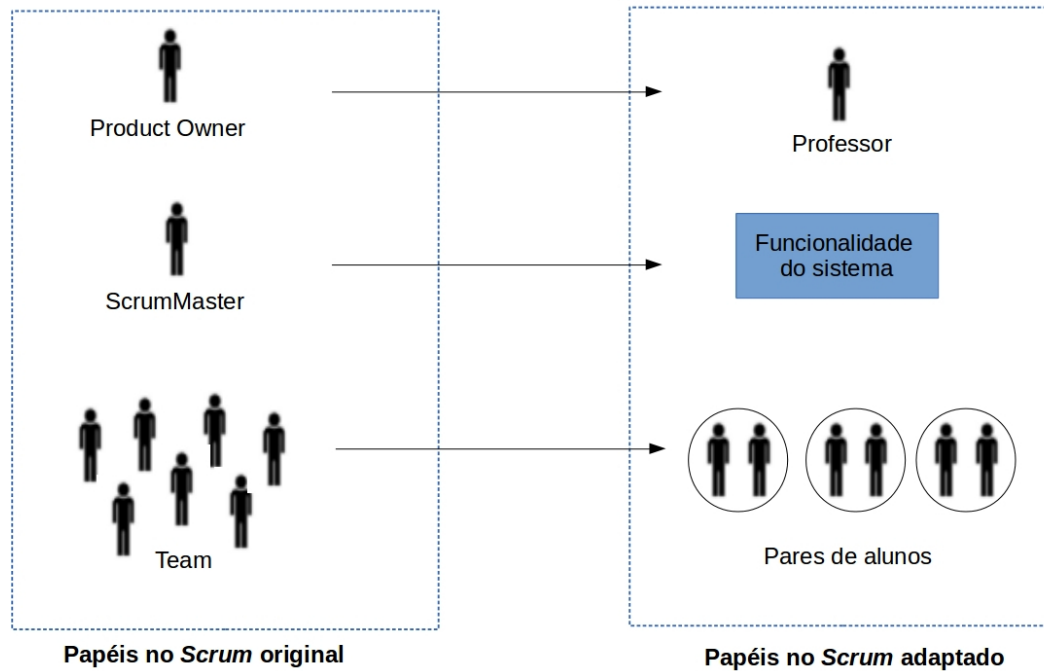 Product Owner
Professor
ScrumMaster
Funcionalidade
do sistema
Team
Pares de alunos
Papéis no Scrum original
Papéis no Scrum adaptado